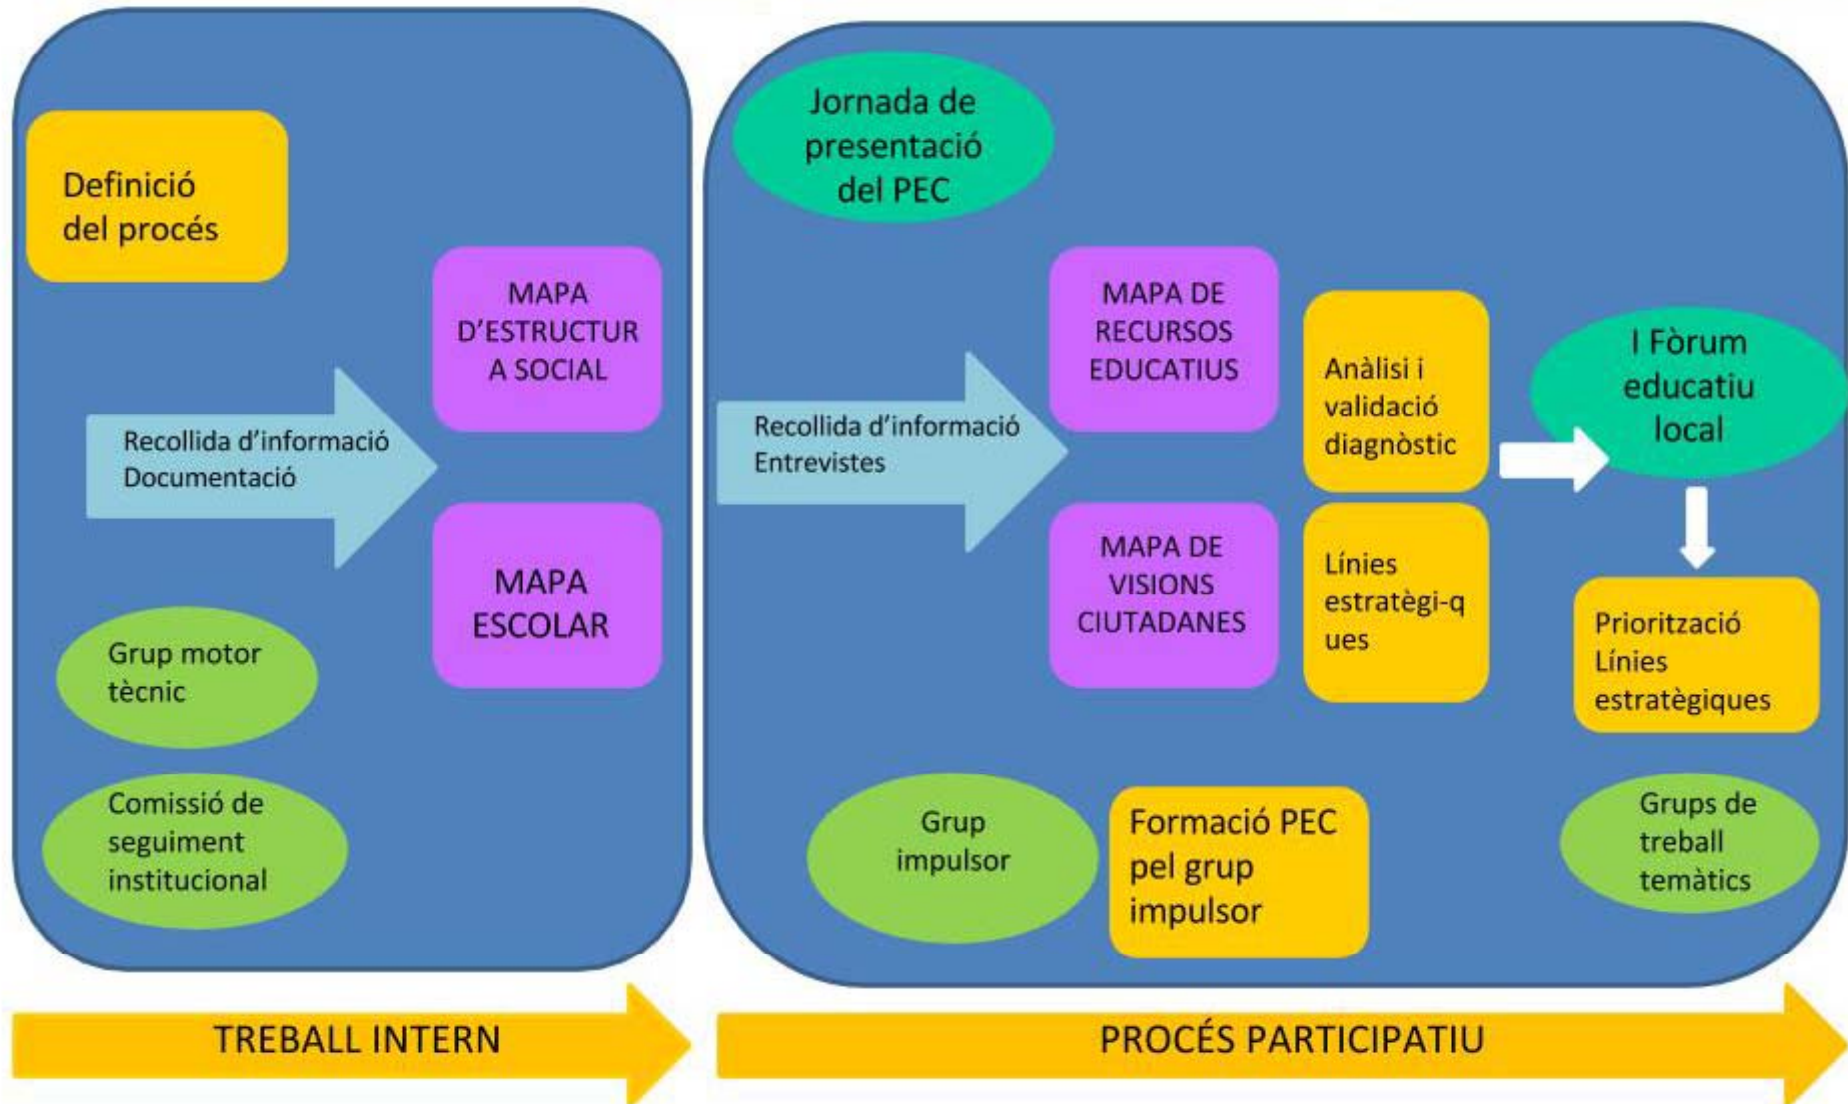 Definició
del procés
MAPA
D’ESTRUCTUR
A SOCIAL
Recollida d’informació
Documentació
MAPA
ESCOLAR
Grup motor
tècnic
Comissió de
seguiment
institucional
TREBALL INTERN
Jornada de
presentació
del PEC
MAPA DE
RECURSOS
EDUCATIUS
Recollida d’informació
Entrevistes
MAPA DE
VISIONS
CIUTADANES
Anàlisi i
validació
diagnòstic
Línies
estratègi-q
ues
I Fòrum
educatiu
local
Priorització
Línies
estratègiques
Grup
impulsor
Formació PEC
pel grup
impulsor
Grups de
treball
temàtics
PROCÉS PARTICIPATIU